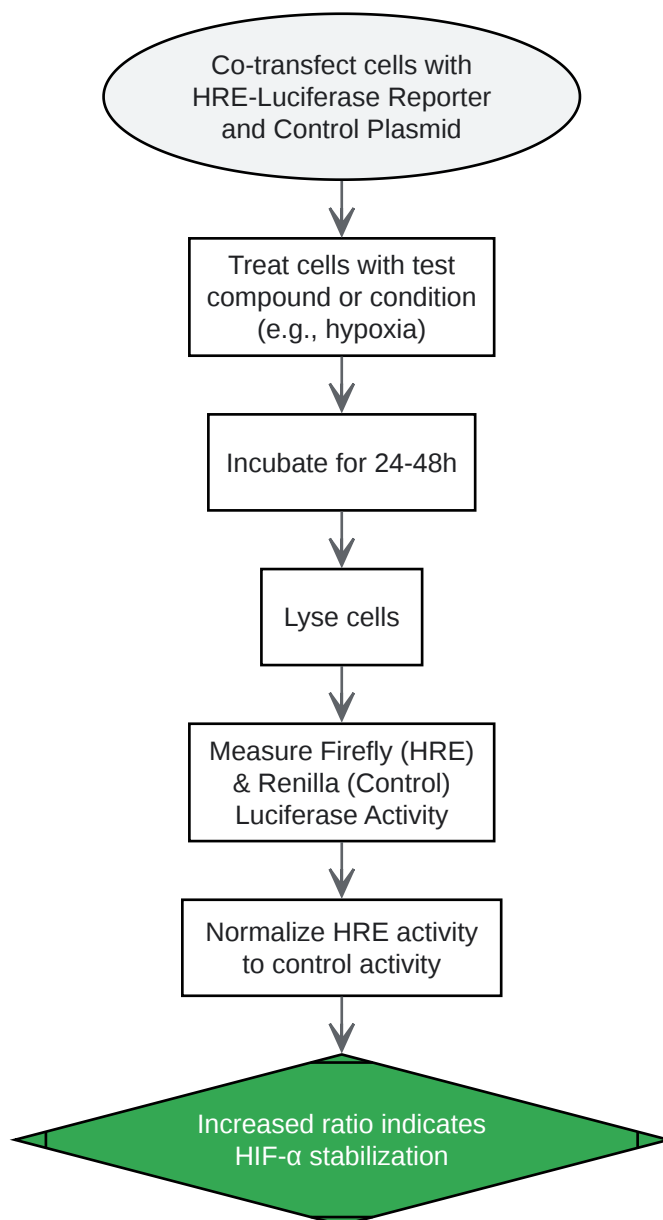 Co-transfect cells with
HRE-Luciferase Reporter
and Control Plasmid
Treat cells with test
compound or condition
(e.g., hypoxia)
Incubate for 24-48h
Lyse cells
Measure Firefly (HRE)
& Renilla (Control)
Luciferase Activity
Normalize HRE activity
to control activity
Increased ratio indicates
HIF-α stabilization